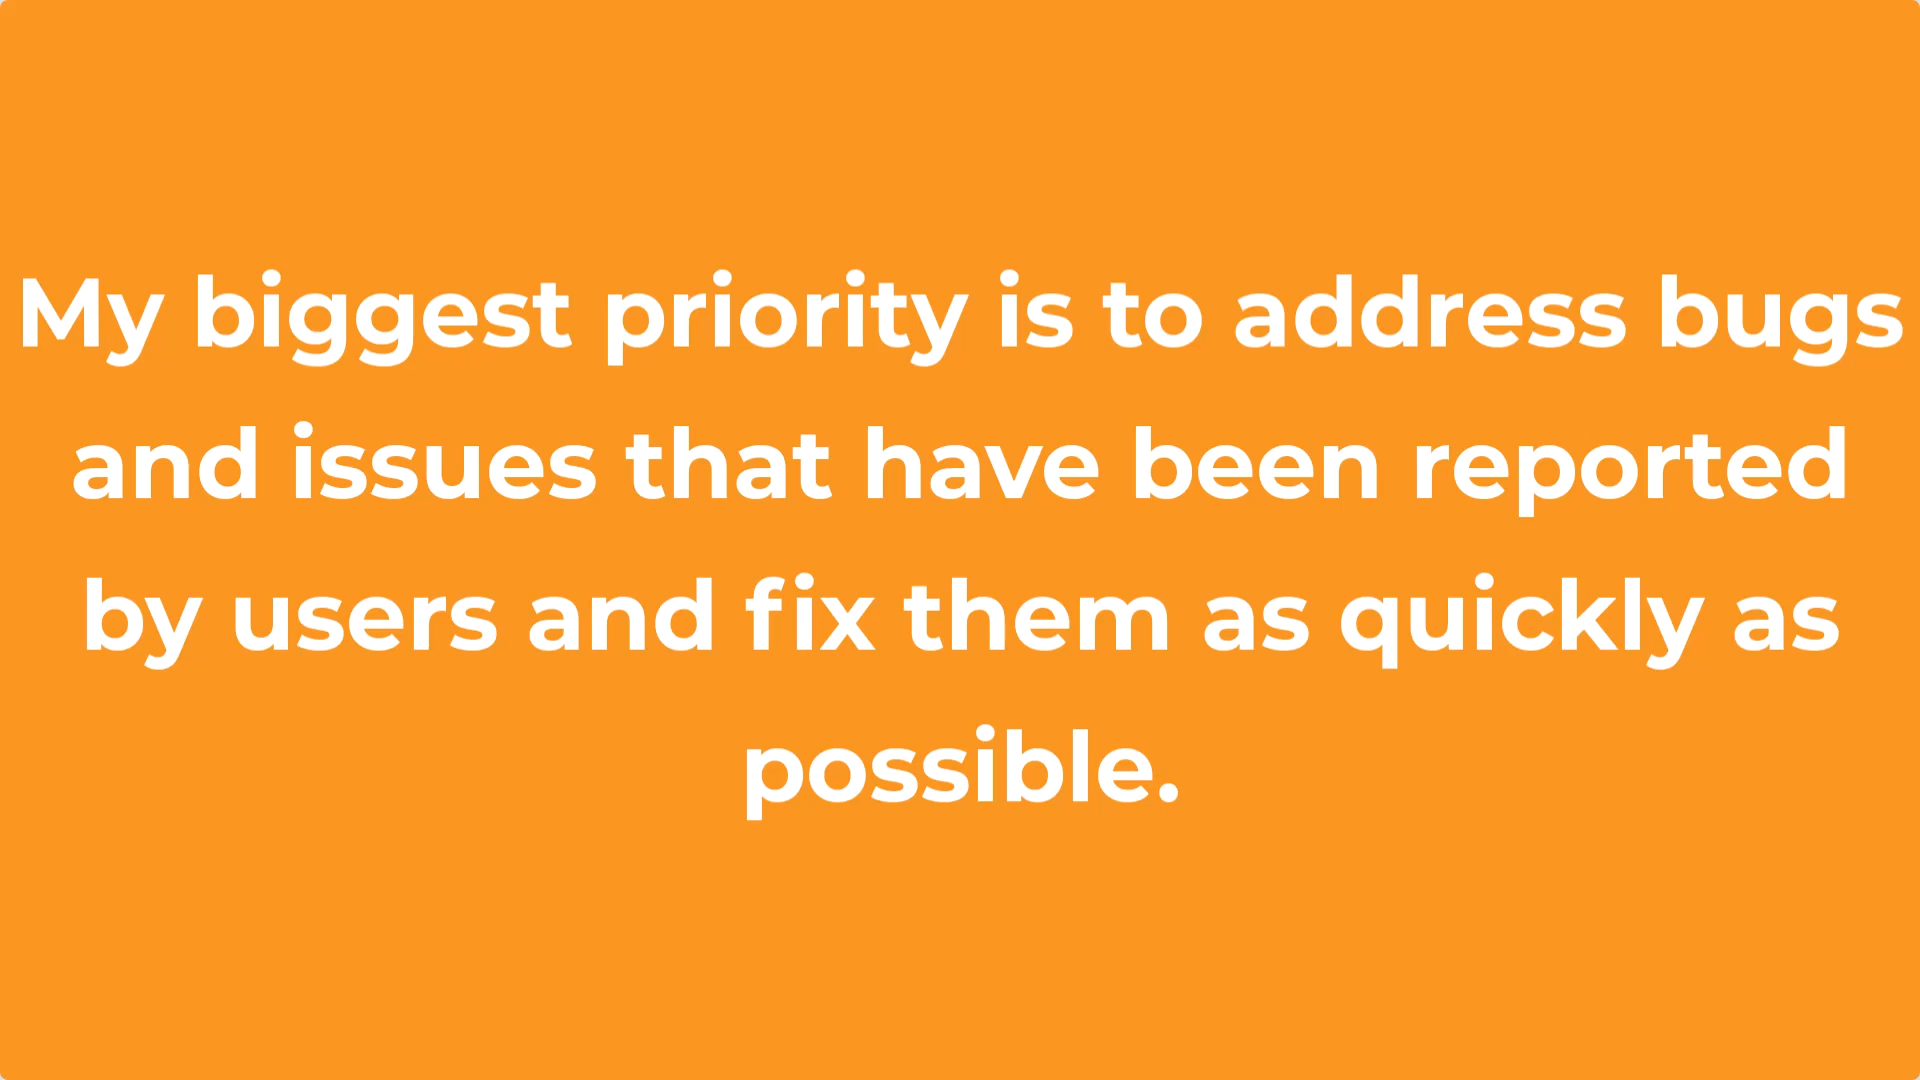 My biggest priority is to address bugs
and issues that have been reported
by users and fix them as quickly as
possible.